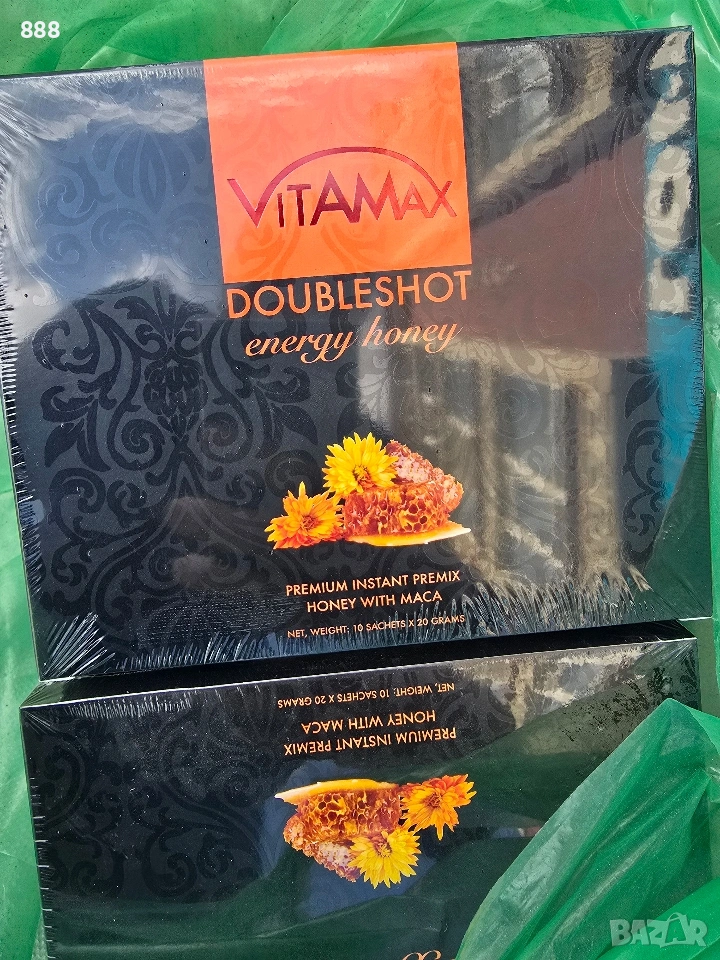 888
VITAMAX
DOUBLESHOT
energy honey
PREMIUM INSTANT PREMIX
HONEY WITH MACA
NET, WEIGHT: 10 SACHETS X 20 GRAMS
NET, WEIGHT: 10 SACHETS X 20 GRAMS
HONEY WITH MACA
PREMIUM INSTANT PREMIX
BAZAR